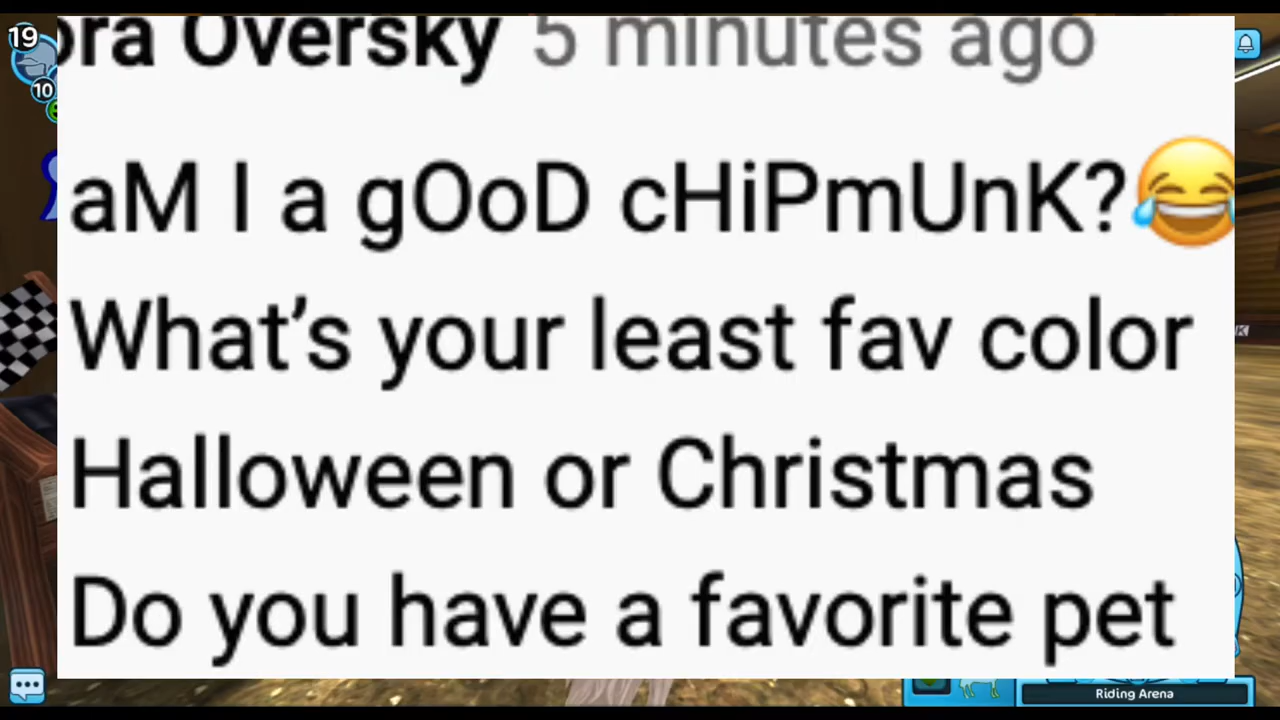 19
10
ora Oversky 5 minutes ago
aM I a gOoD cHiPmUnK?😂
What's your least fav color
Halloween or Christmas
Do you have a favorite pet
Riding Arena